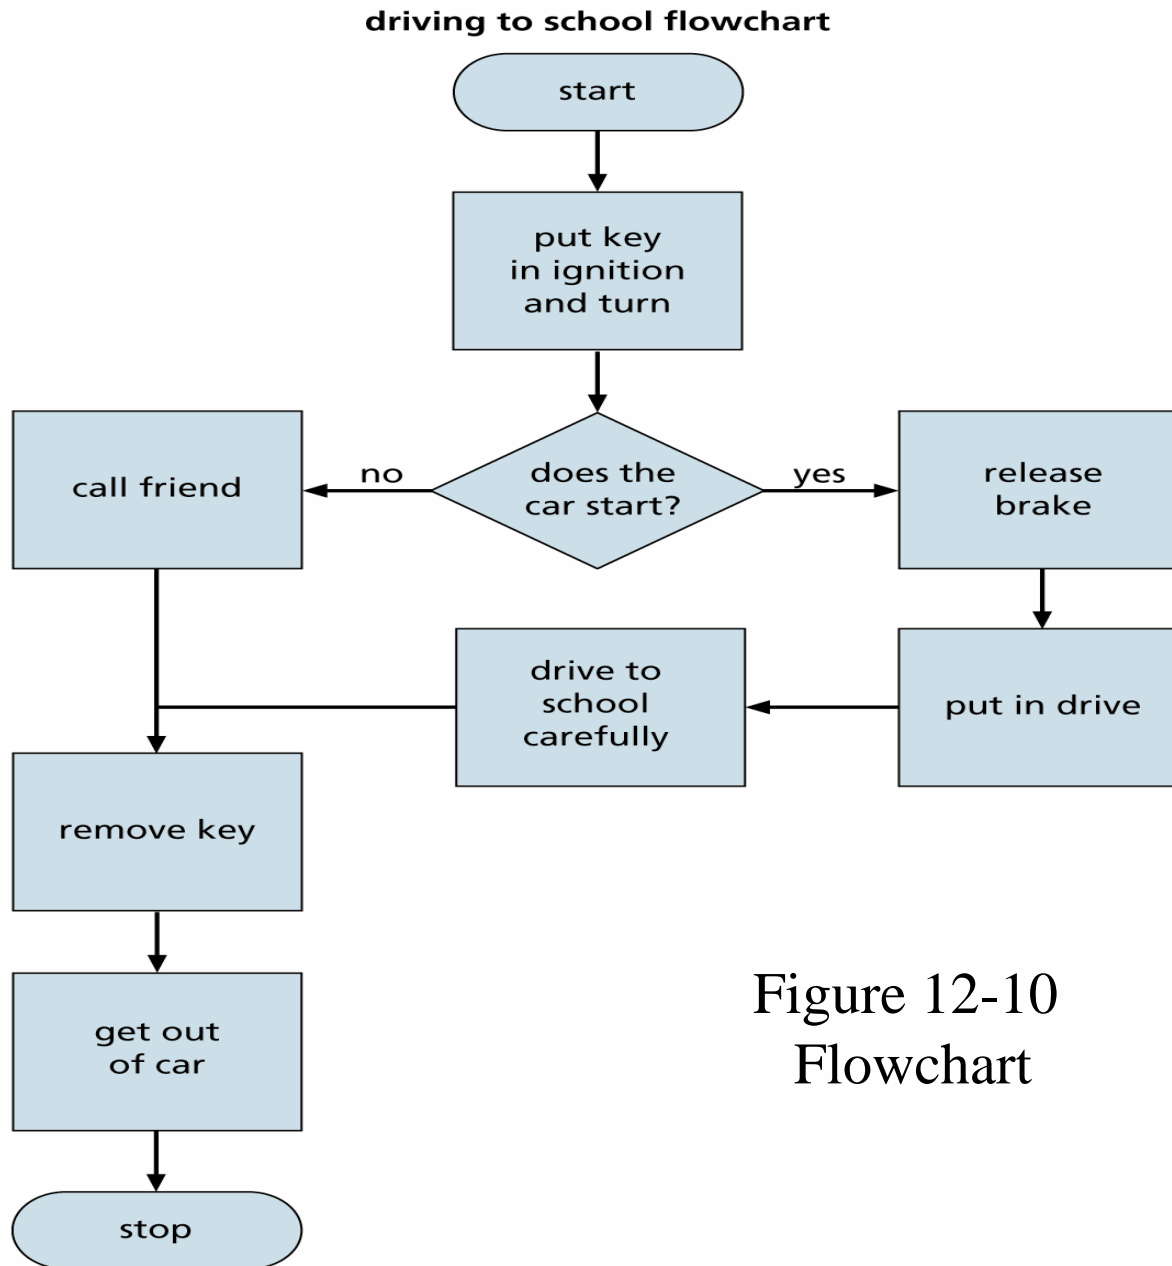 driving to school flowchart
start
put key
in ignition
and turn
does the
car start?
no
call friend
yes
release
brake
put in drive
drive to
school
carefully
remove key
get out
of car
stop
Figure 12-10
Flowchart